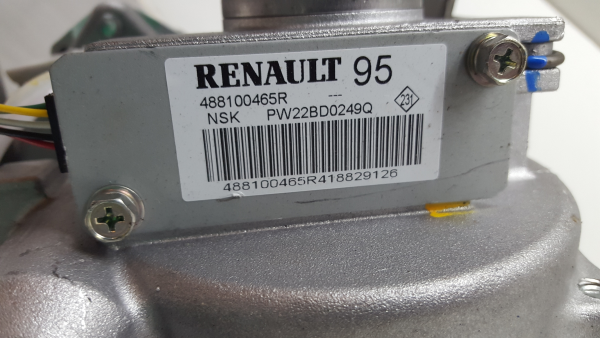 RENAULT 95
488100465R --- 231
NSK PW22BD0249Q
488100465R418829126